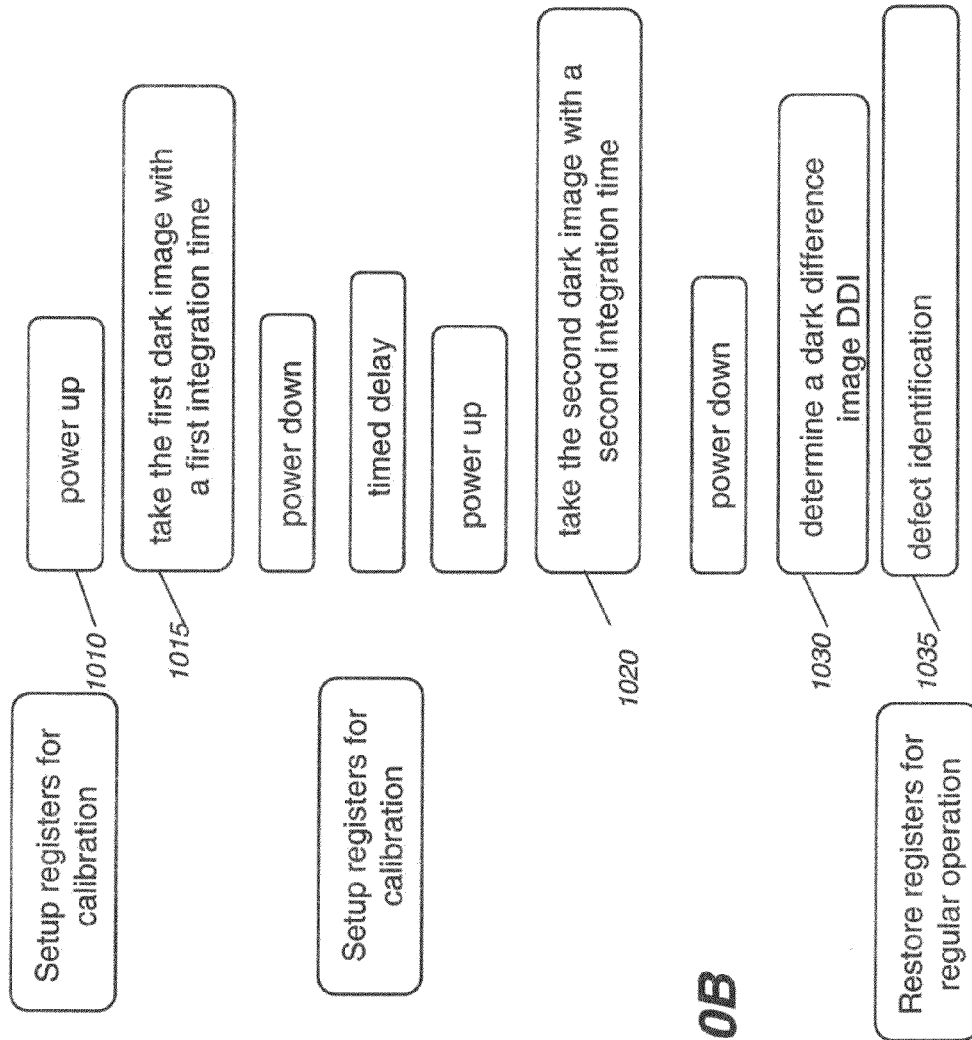 Setup registers for
calibration
1010
power up
1015
take the first dark image with
a first integration time
power down
Setup registers for
calibration
timed delay
power up
1020
take the second dark image with a
second integration time
0B
power down
1030
determine a dark difference
image DDI
Restore registers for
regular operation
1035
defect identification